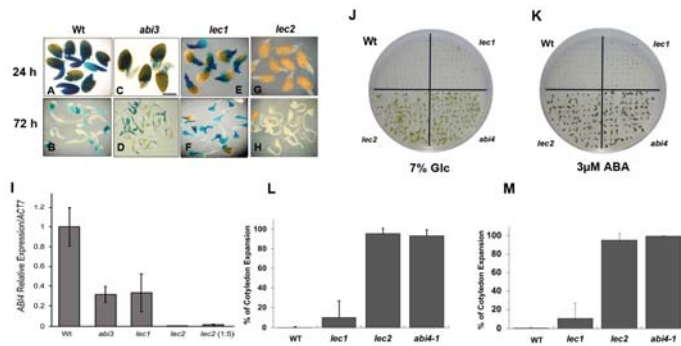 Wt abi3 lec1 lec2
24 h
A C E G
72 h
B D F H
J
Wt lec1
lec2 abi4
7% Glc
K
Wt lec1
lec2 abi4
3µM ABA
I
ABI4 Relative Expression/ACT7
1.2
1
0.8
0.6
0.4
0.2
0
Wt abi3 lec1 lec2 lec2 (1:5)
L
% of Cotyledon Expansion
100
80
60
40
20
0
WT lec1 lec2 abi4-1
M
% of Cotyledon Expansion
100
80
60
40
20
0
WT lec1 lec2 abi4-1